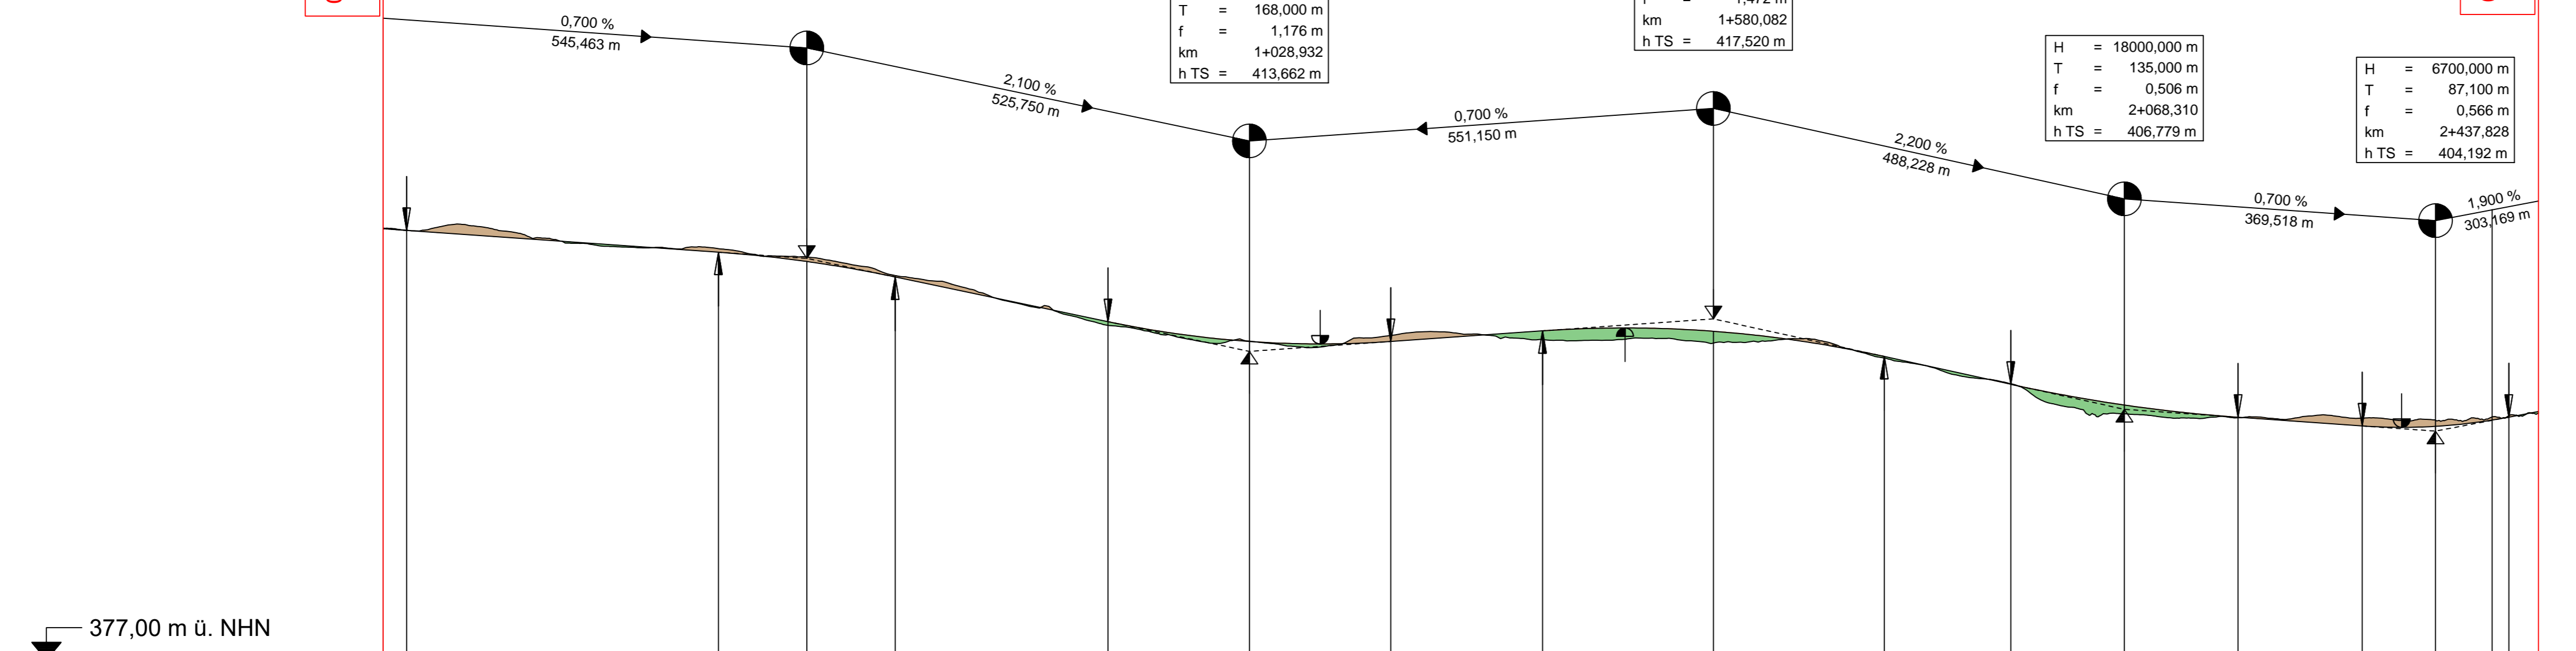 0,700 %
545,463 m
2,100 %
525,750 m
T = 168,000 m
f = 1,176 m
km 1+028,932
h TS = 413,662 m
0,700 %
551,150 m
km 1+580,082
h TS = 417,520 m
2,200 %
488,228 m
H = 18000,000 m
T = 135,000 m
f = 0,506 m
km 2+068,310
h TS = 406,779 m
0,700 %
369,518 m
H = 6700,000 m
T = 87,100 m
f = 0,566 m
km 2+437,828
h TS = 404,192 m
1,900 %
303,169 m
377,00 m ü. NHN